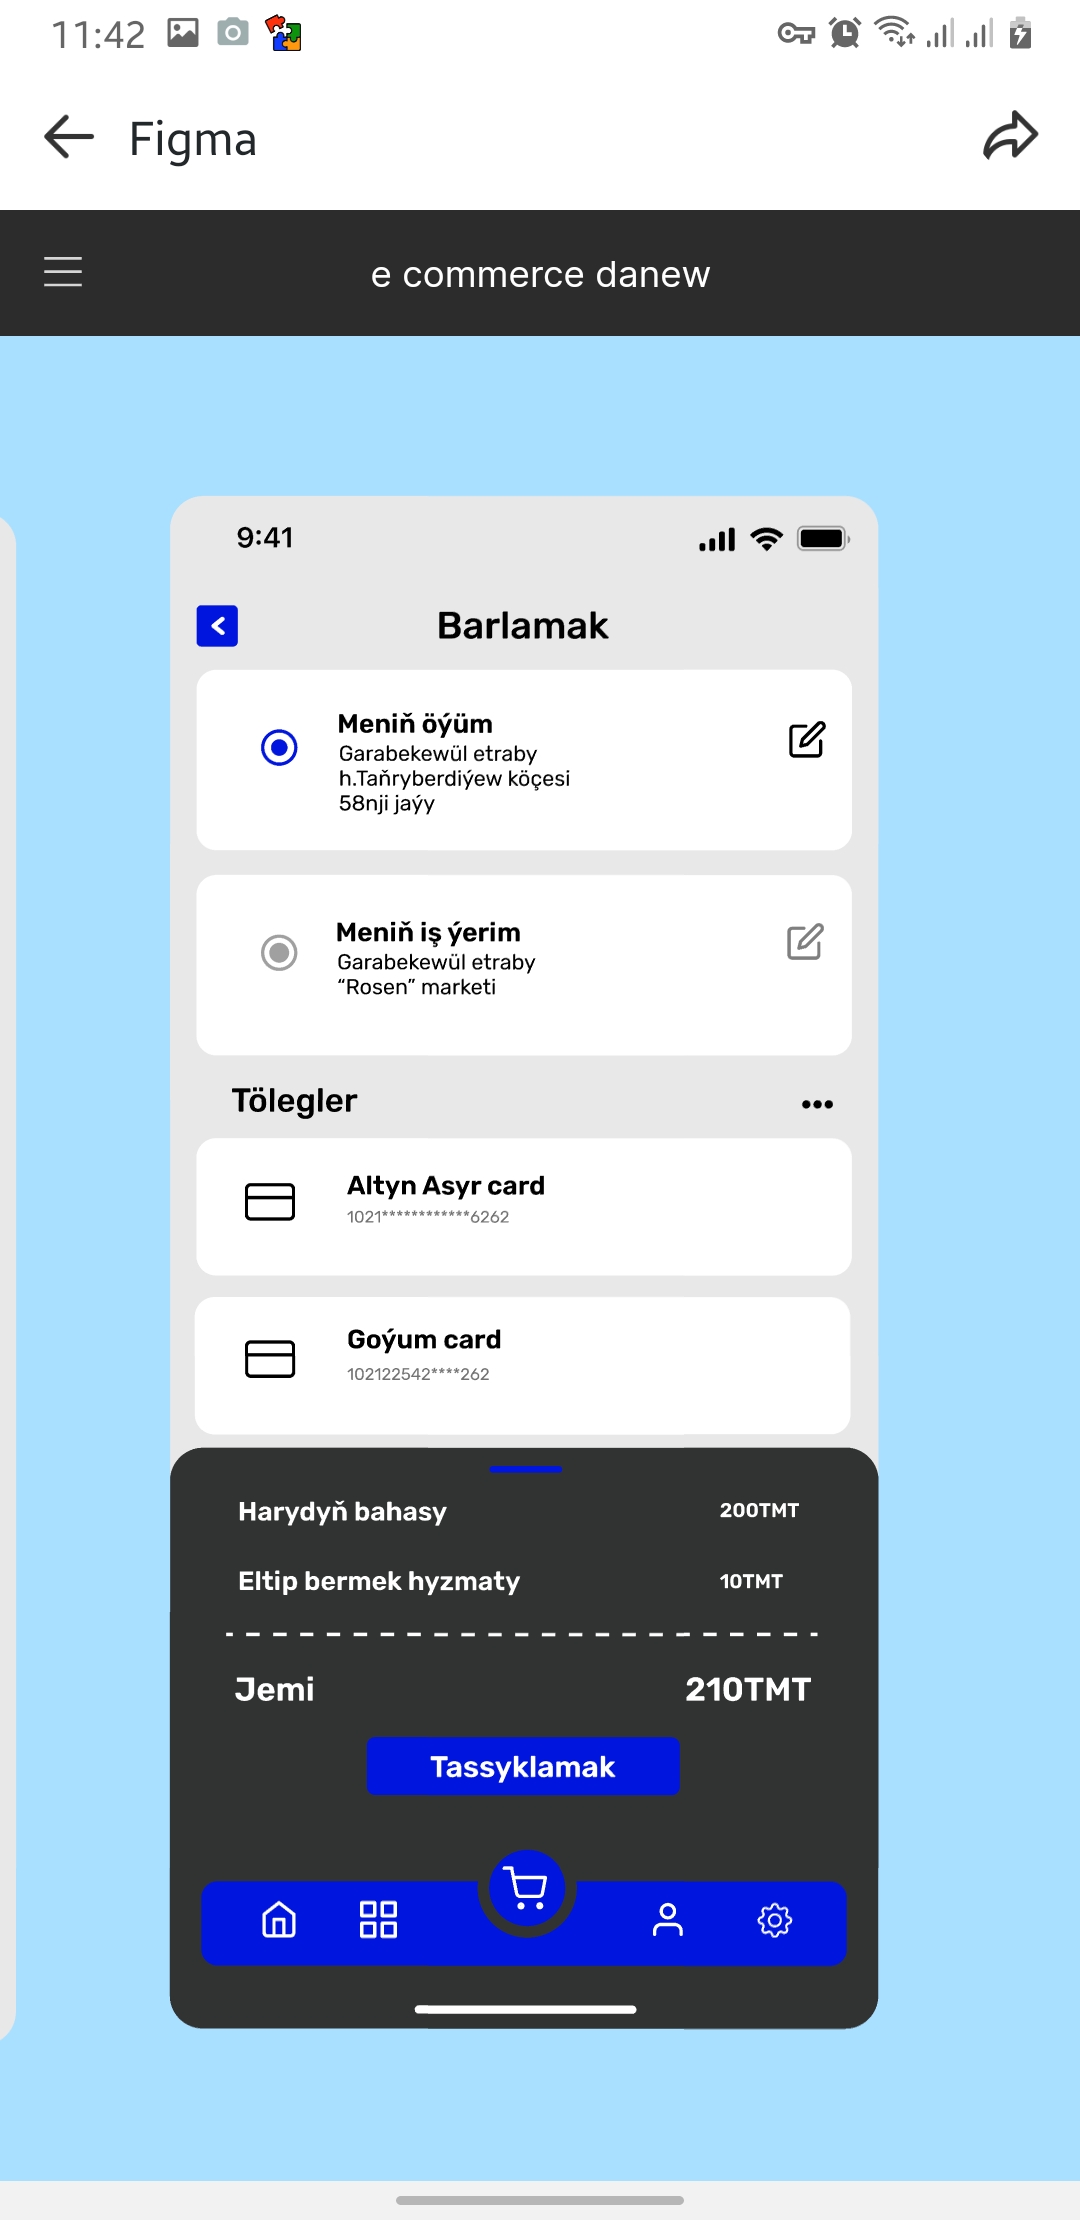 11:42
Figma
e commerce danew
9:41
Barlamak
Meniň öýüm
Garabekewül etraby
h.Taňryberdiýew köçesi
58nji jaýy
Meniň iş ýerim
Garabekewül etraby
“Rosen” marketi
Tölegler
Altyn Asyr card
1021************6262
Goýum card
102122542****262
Harydyň bahasy 200TMT
Eltip bermek hyzmaty 10TMT
Jemi 210TMT
Tassyklamak